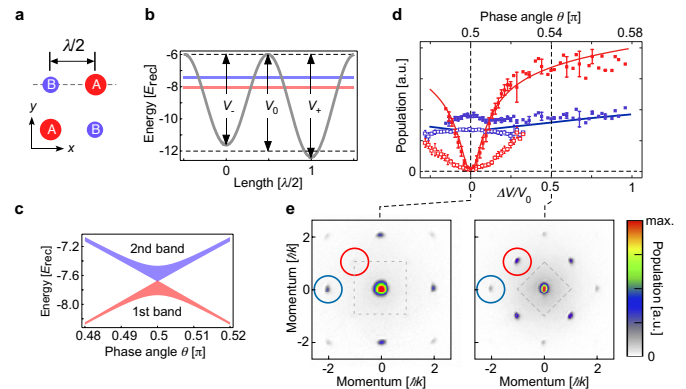 a
λ/2
B
A
A
B
y
x
b
Energy [Erec]
-6
-8
-10
-12
V-
V0
V+
0
1
Length [λ/2]
c
Energy [Erec]
-7.2
-7.6
-8.0
2nd band
1st band
0.48 0.49 0.5 0.51 0.52
Phase angle θ [π]
d
Phase angle θ [π]
0.5 0.54 0.58
Population [a.u.]
0
0 0.5 1
ΔV/V0
e
Momentum [ħk]
2
0
-2
-2 0 2
Momentum [ħk]
-2 0 2
Momentum [ħk]
max.
Population [a.u.]
0